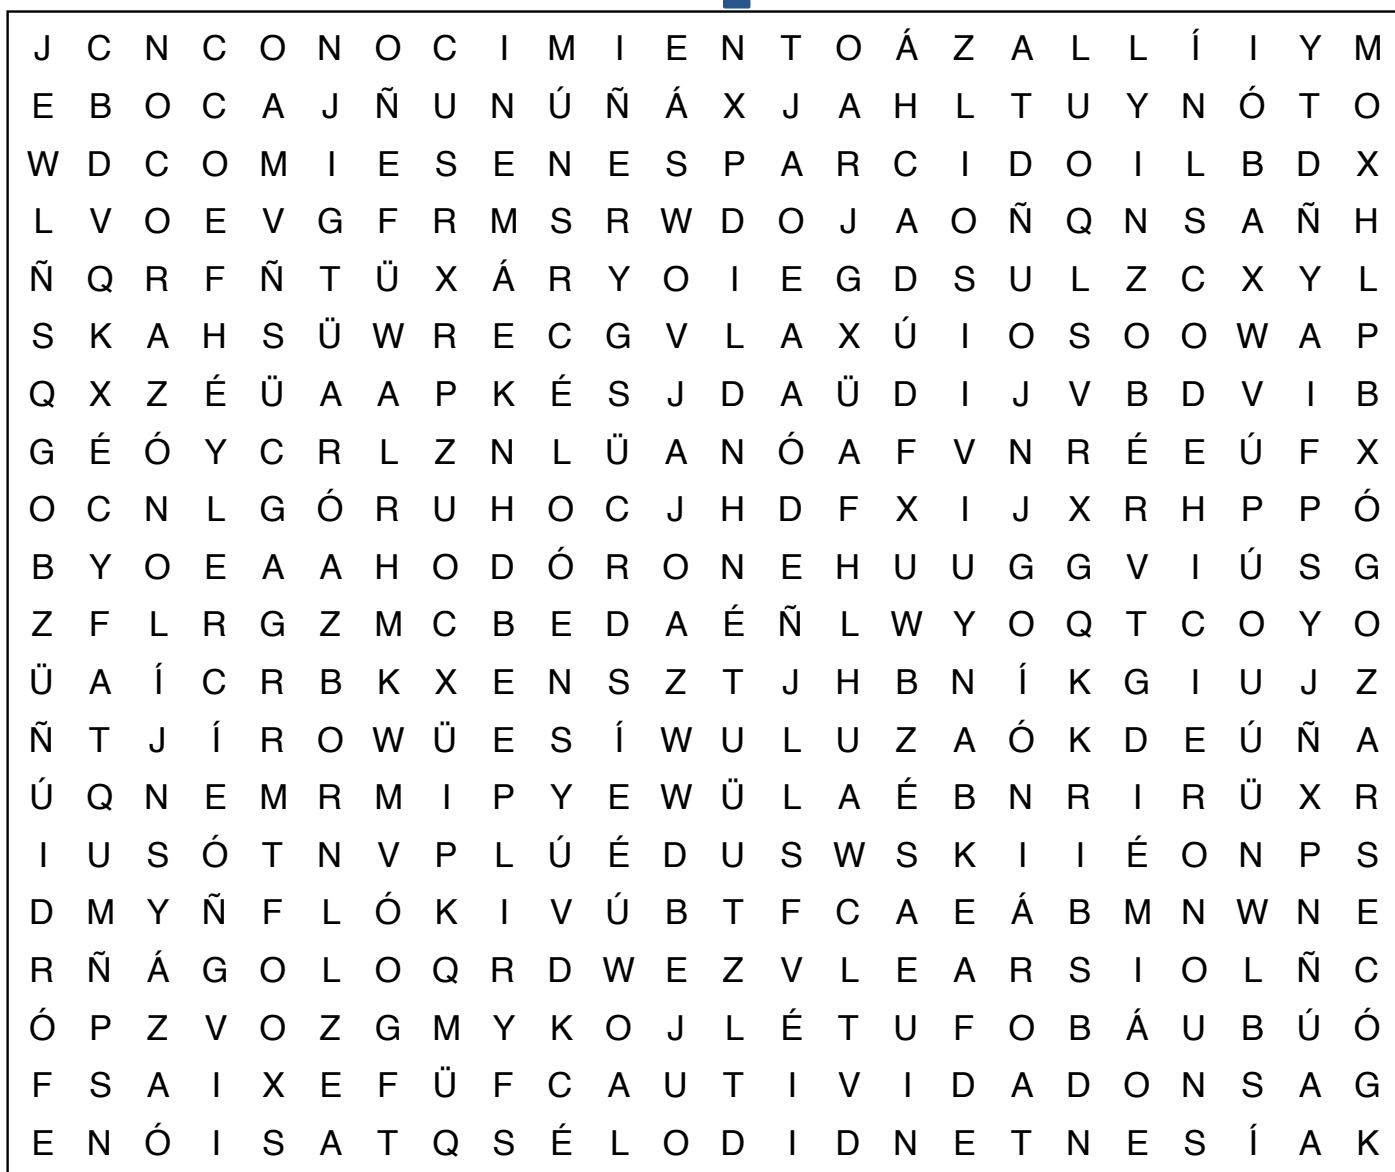 J C N C O N O C I M I E N T O Á Z A L L Í I Y M
E B O C A J Ñ U N Ú Ñ Á X J A H L T U Y N Ó T O
W D C O M I E S E N E S P A R C I D O I L B D X
L V O E V G F R M S R W D O J A O Ñ Q N S A Ñ H
Ñ Q R F Ñ T Ü X Á R Y O I E G D S U L Z C X Y L
S K A H S Ü W R E C G V L A X Ú I O S O O W A P
Q X Z É Ü A A P K É S J D A Ü D I J V B D V I B
G É Ó Y C R L Z N L Ü A N Ó A F V N R É E Ú F X
O C N L G Ó R U H O C J H D F X I J X R H P P Ó
B Y O E A A H O D Ó R O N E H U U G G V I Ú S G
Z F L R G Z M C B E D A É Ñ L W Y O Q T C O Y O
Ü A Í C R B K X E N S Z T J H B N Í K G I U J Z
Ñ T J Í R O W Ü E S Í W U L U Z A Ó K D E Ú Ñ A
Ú Q N E M R M I P Y E W Ü L A É B N R I R Ü X R
I U S Ó T N V P L Ú É D U S W S K I I É O N P S
D M Y Ñ F L Ó K I V Ú B T F C A E Á B M N W N E
R Ñ Á G O L O Q R D W E Z V L E A R S I O L Ñ C
Ó P Z V O Z G M Y K O J L É T U F O B Á U B Ú Ó
F S A I X E F Ü F C A U T I V I D A D O N S A G
E N Ó I S A T Q S É L O D I D N E T N E S Í A K